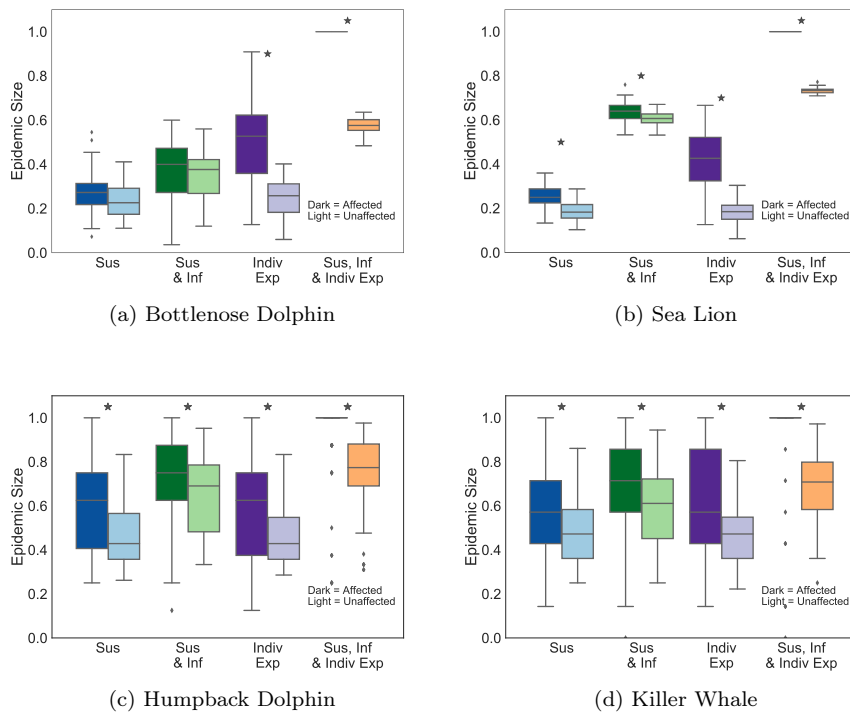 1.0
0.8
0.6
0.4
0.2
0.0
Epidemic Size
Dark = Affected
Light = Unaffected
Sus
Sus
& Inf
Indiv
Exp
Sus, Inf
& Indiv Exp
(a) Bottlenose Dolphin
1.0
0.8
0.6
0.4
0.2
0.0
Epidemic Size
Dark = Affected
Light = Unaffected
Sus
Sus
& Inf
Indiv
Exp
Sus, Inf
& Indiv Exp
(b) Sea Lion
1.0
0.8
0.6
0.4
0.2
0.0
Epidemic Size
Dark = Affected
Light = Unaffected
Sus
Sus
& Inf
Indiv
Exp
Sus, Inf
& Indiv Exp
(c) Humpback Dolphin
1.0
0.8
0.6
0.4
0.2
0.0
Epidemic Size
Dark = Affected
Light = Unaffected
Sus
Sus
& Inf
Indiv
Exp
Sus, Inf
& Indiv Exp
(d) Killer Whale